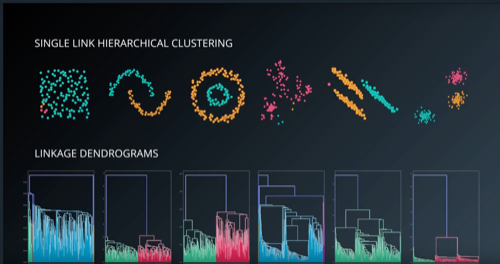 SINGLE LINK HIERARCHICAL CLUSTERING
LINKAGE DENDROGRAMS